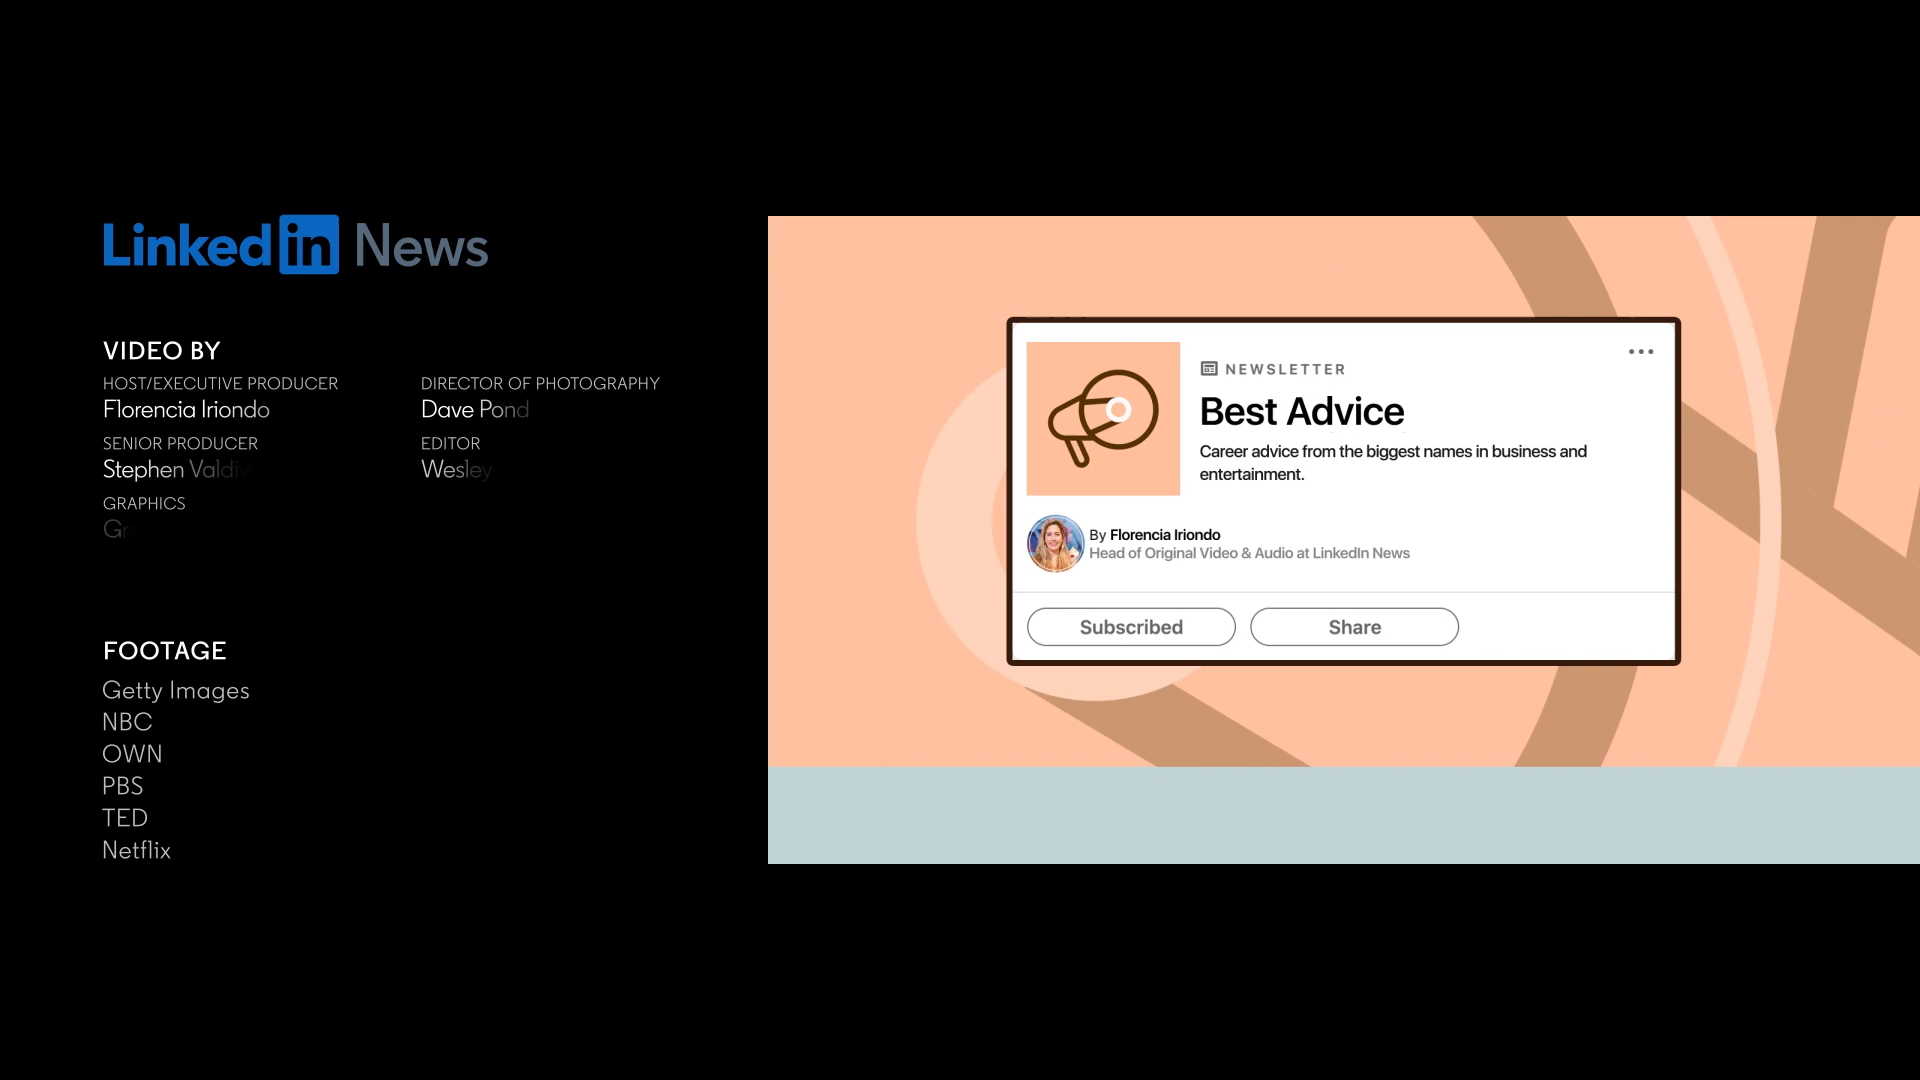 LinkedIn News
VIDEO BY
HOST/EXECUTIVE PRODUCER
Florencia Iriondo
SENIOR PRODUCER
Stephen
GRAPHICS
DIRECTOR OF PHOTOGRAPHY
Dave Pond
EDITOR
Wesley
FOOTAGE
Getty Images
NBC
OWN
PBS
TED
Netflix
NEWSLETTER
Best Advice
Career advice from the biggest names in business and
entertainment.
By Florencia Iriondo
Head of Original Video & Audio at LinkedIn News
Subscribed
Share